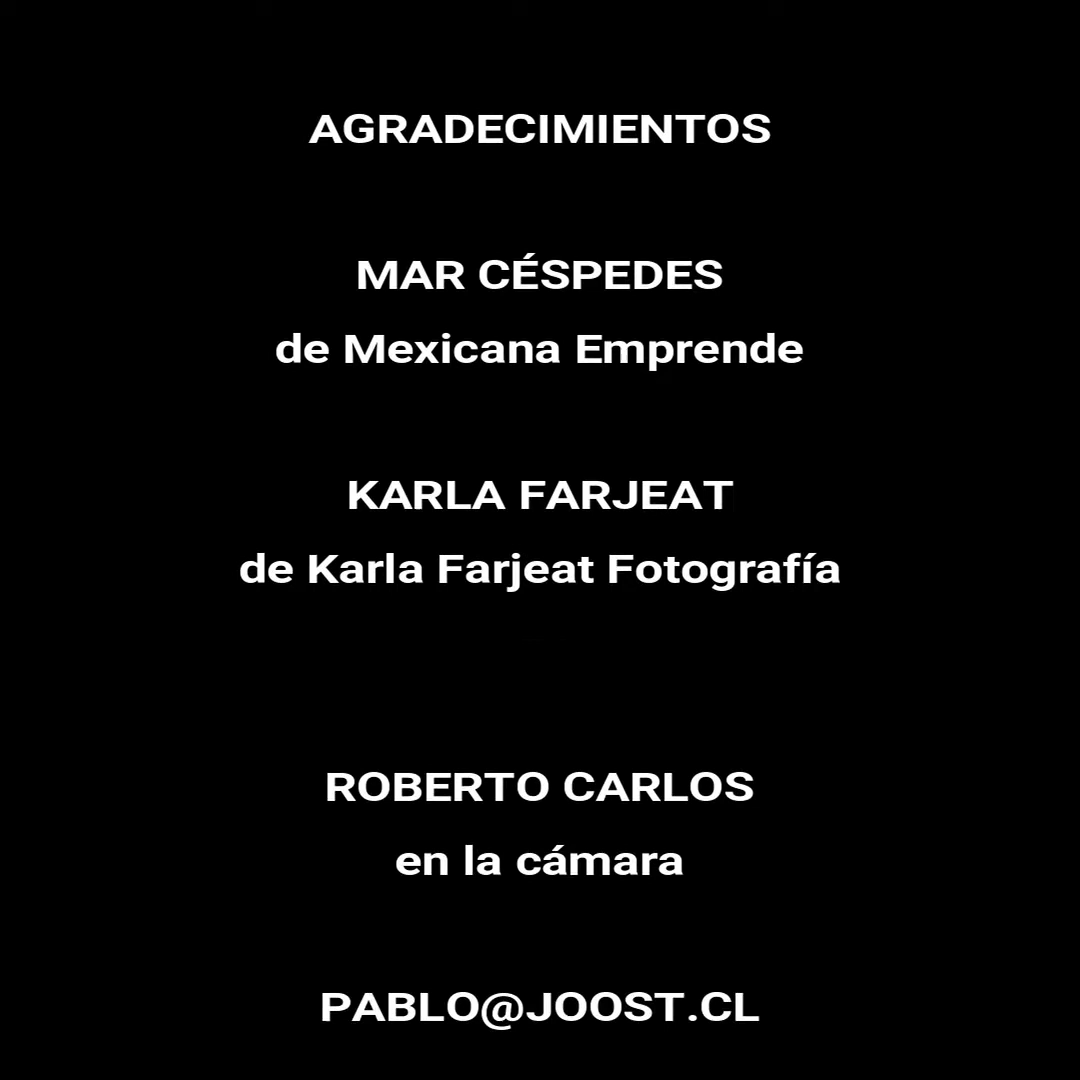 AGRADECIMIENTOS
MAR CÉSPEDES
de Mexicana Emprende
KARLA FARJEAT
de Karla Farjeat Fotografía
ROBERTO CARLOS
en la cámara
PABLO@JOOST.CL